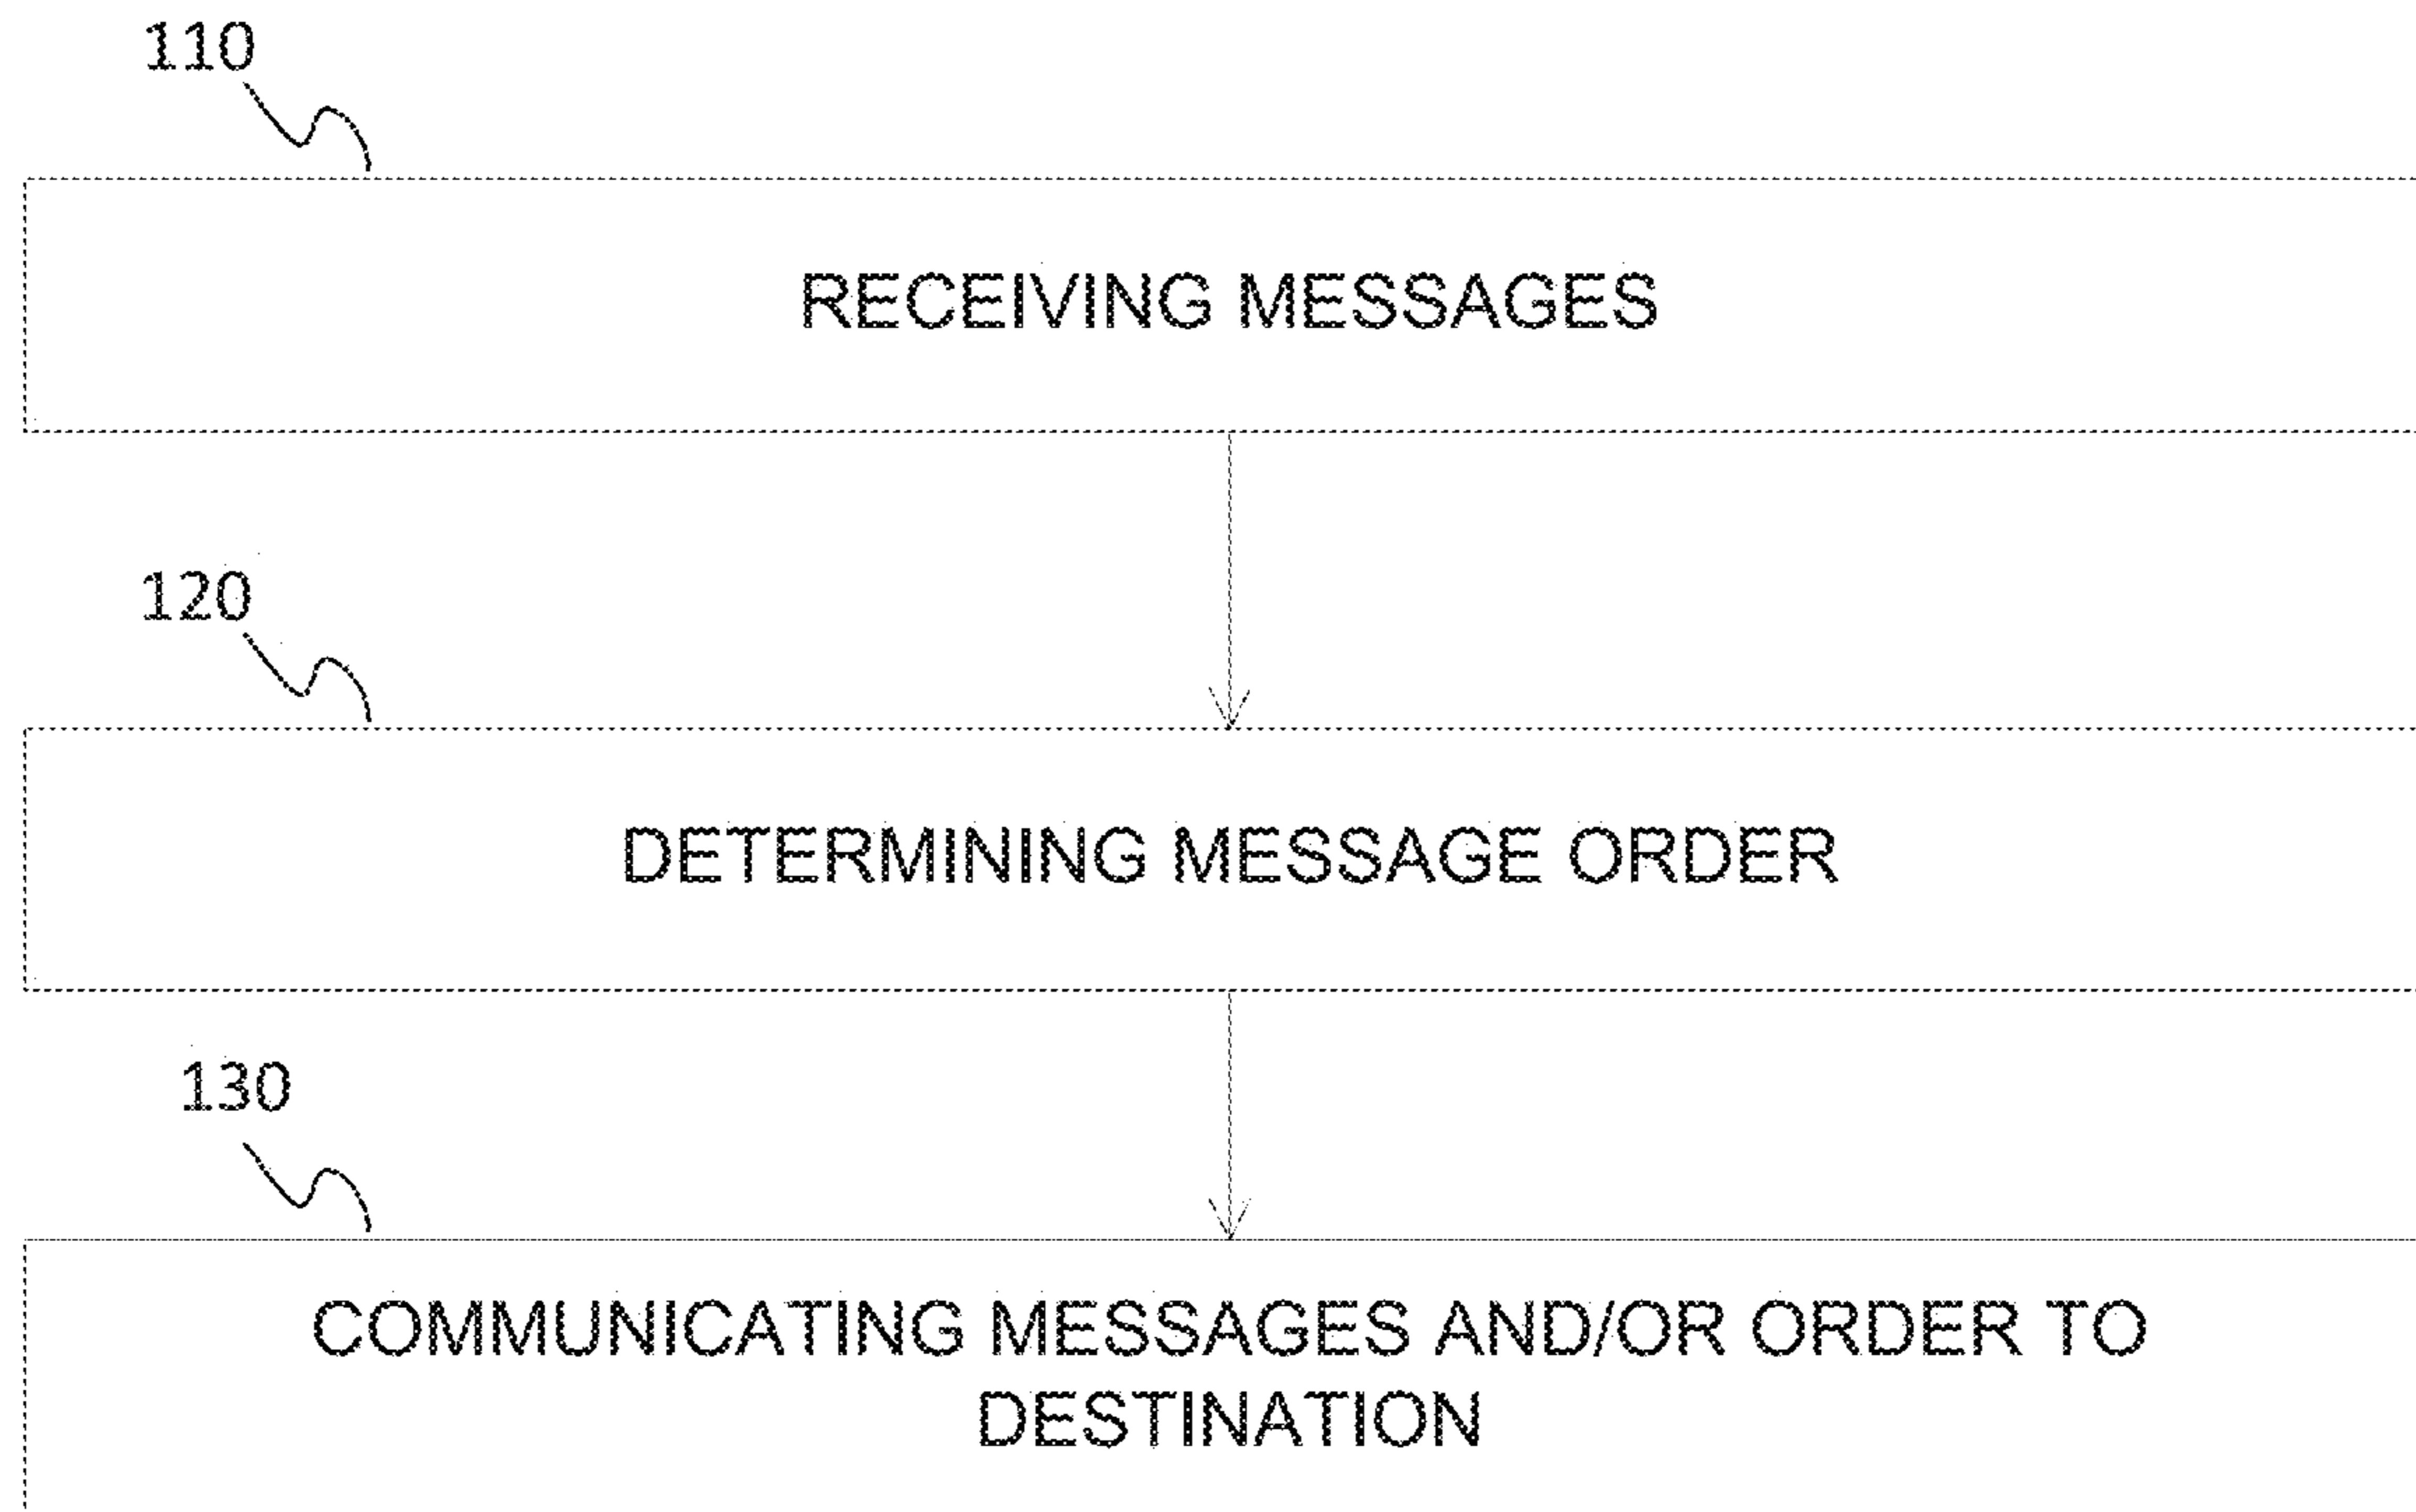 110
RECEIVING MESSAGES
120
DETERMINING MESSAGE ORDER
130
COMMUNICATING MESSAGES AND/OR ORDER TO
DESTINATION